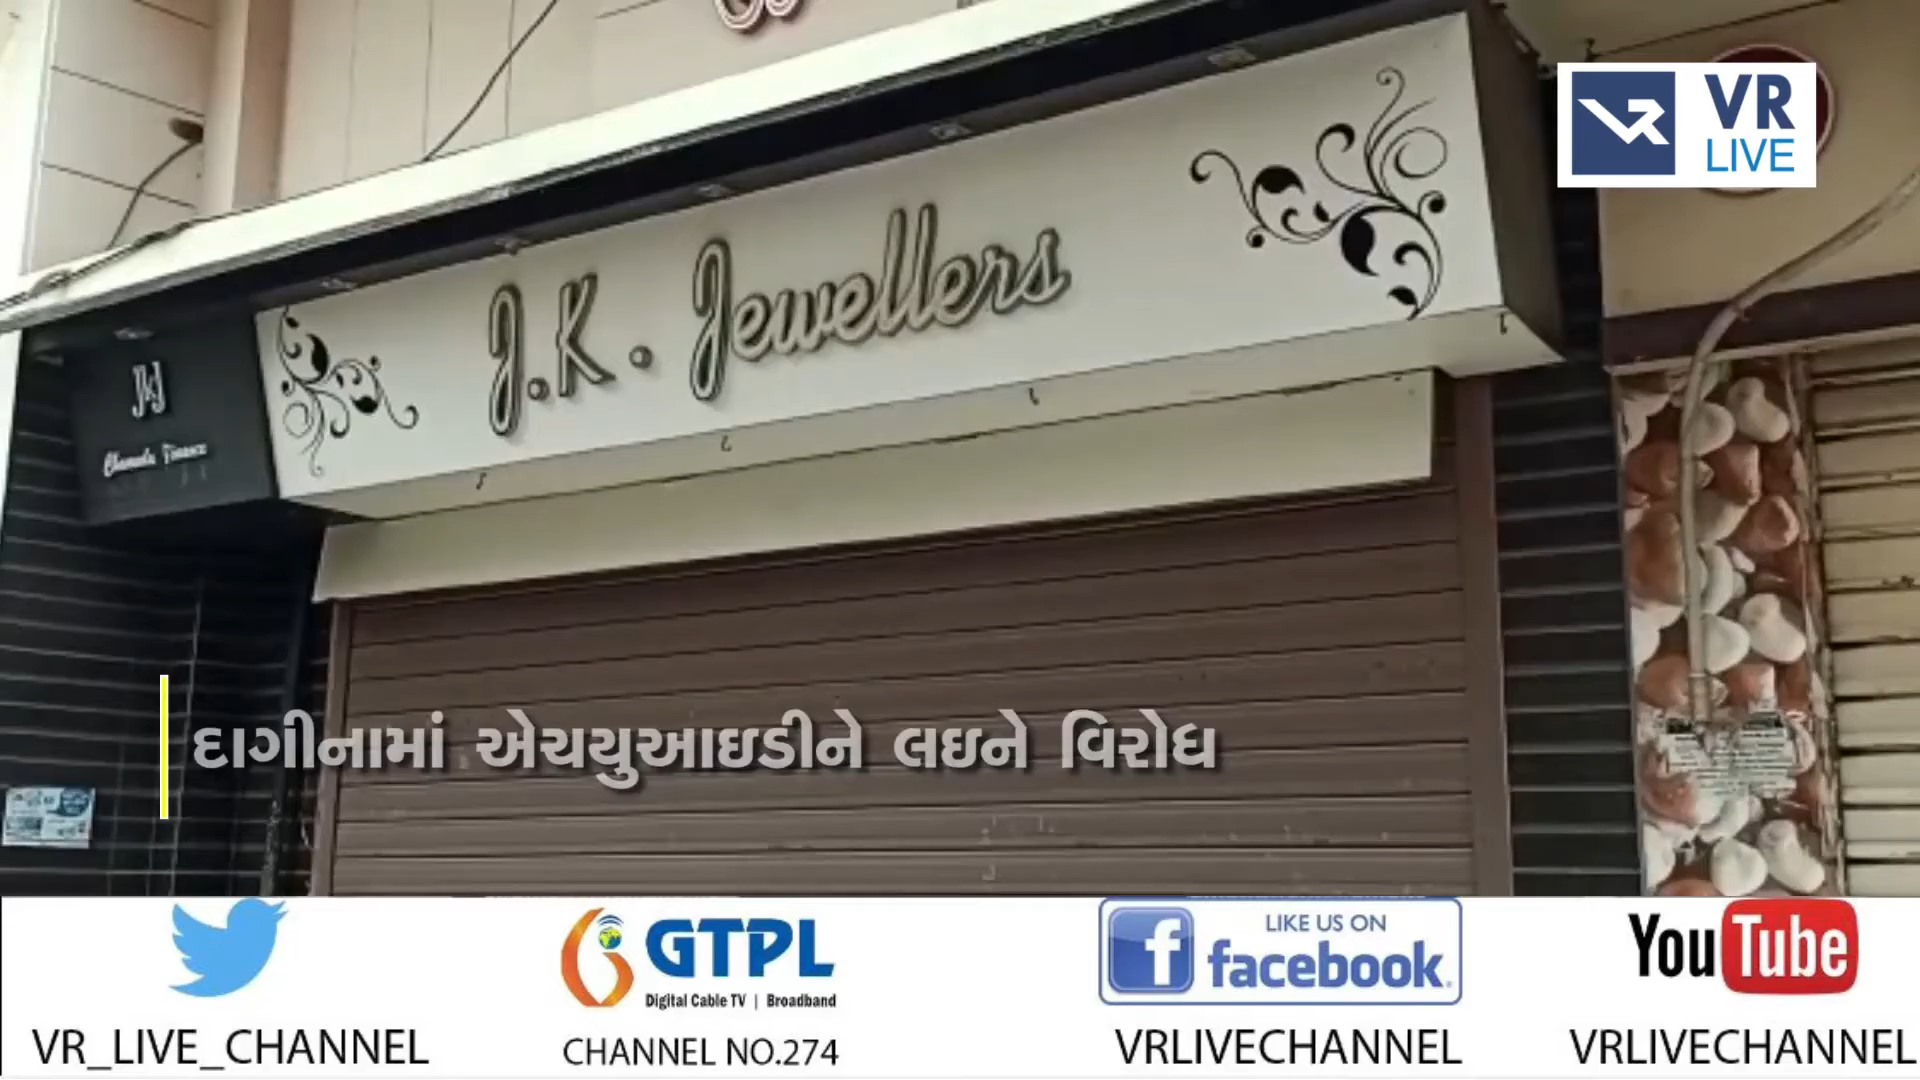 VR
LIVE
J.K. Jewellers
JKJ
Finance
દાગીનામાં એચયુઆઇડીને લઇને વિરોધ
GTPL
Digital Cable TV | Broadband
LIKE US ON
facebook
YouTube
VR_LIVE_CHANNEL
CHANNEL NO.274
VRLIVECHANNEL
VRLIVECHANNEL